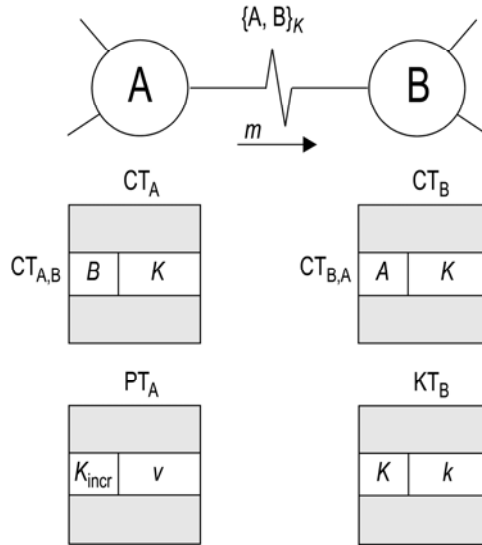 {A, B}K
A B
m
CTA CTB
CTA,B B K CTB,A A K
PTA KTB
Kincr v K k